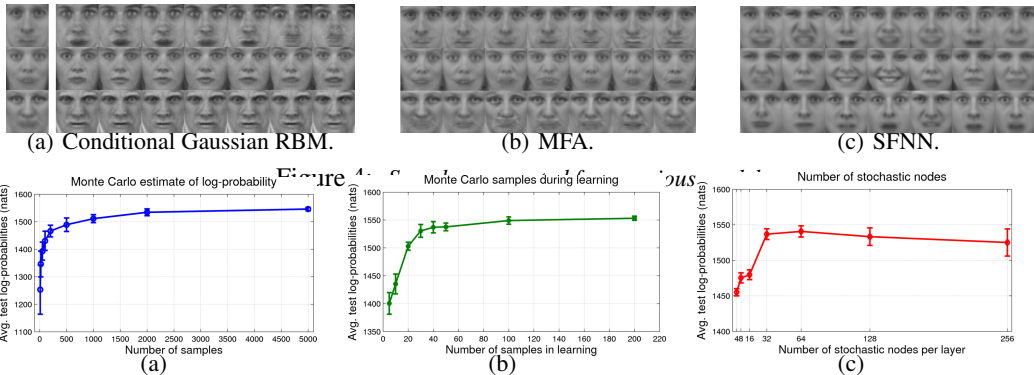 (a) Conditional Gaussian RBM.
(b) MFA.
(c) SFNN.
Figure 4:
Monte Carlo estimate of log-probability
Avg. test log-probabilities (nats)
1600
1500
1400
1300
1200
1100
0 500 1000 1500 2000 2500 3000 3500 4000 4500 5000
Number of samples
(a)
Monte Carlo samples during learning
Avg. test log-probabilities (nats)
1600
1550
1500
1450
1400
1350
0 20 40 60 80 100 120 140 160 180 200 220
Number of samples in learning
(b)
Number of stochastic nodes
Avg. test log-probabilitites (nats)
1600
1550
1500
1450
1400
4 8 16 32 64 128 256
Number of stochastic nodes per layer
(c)